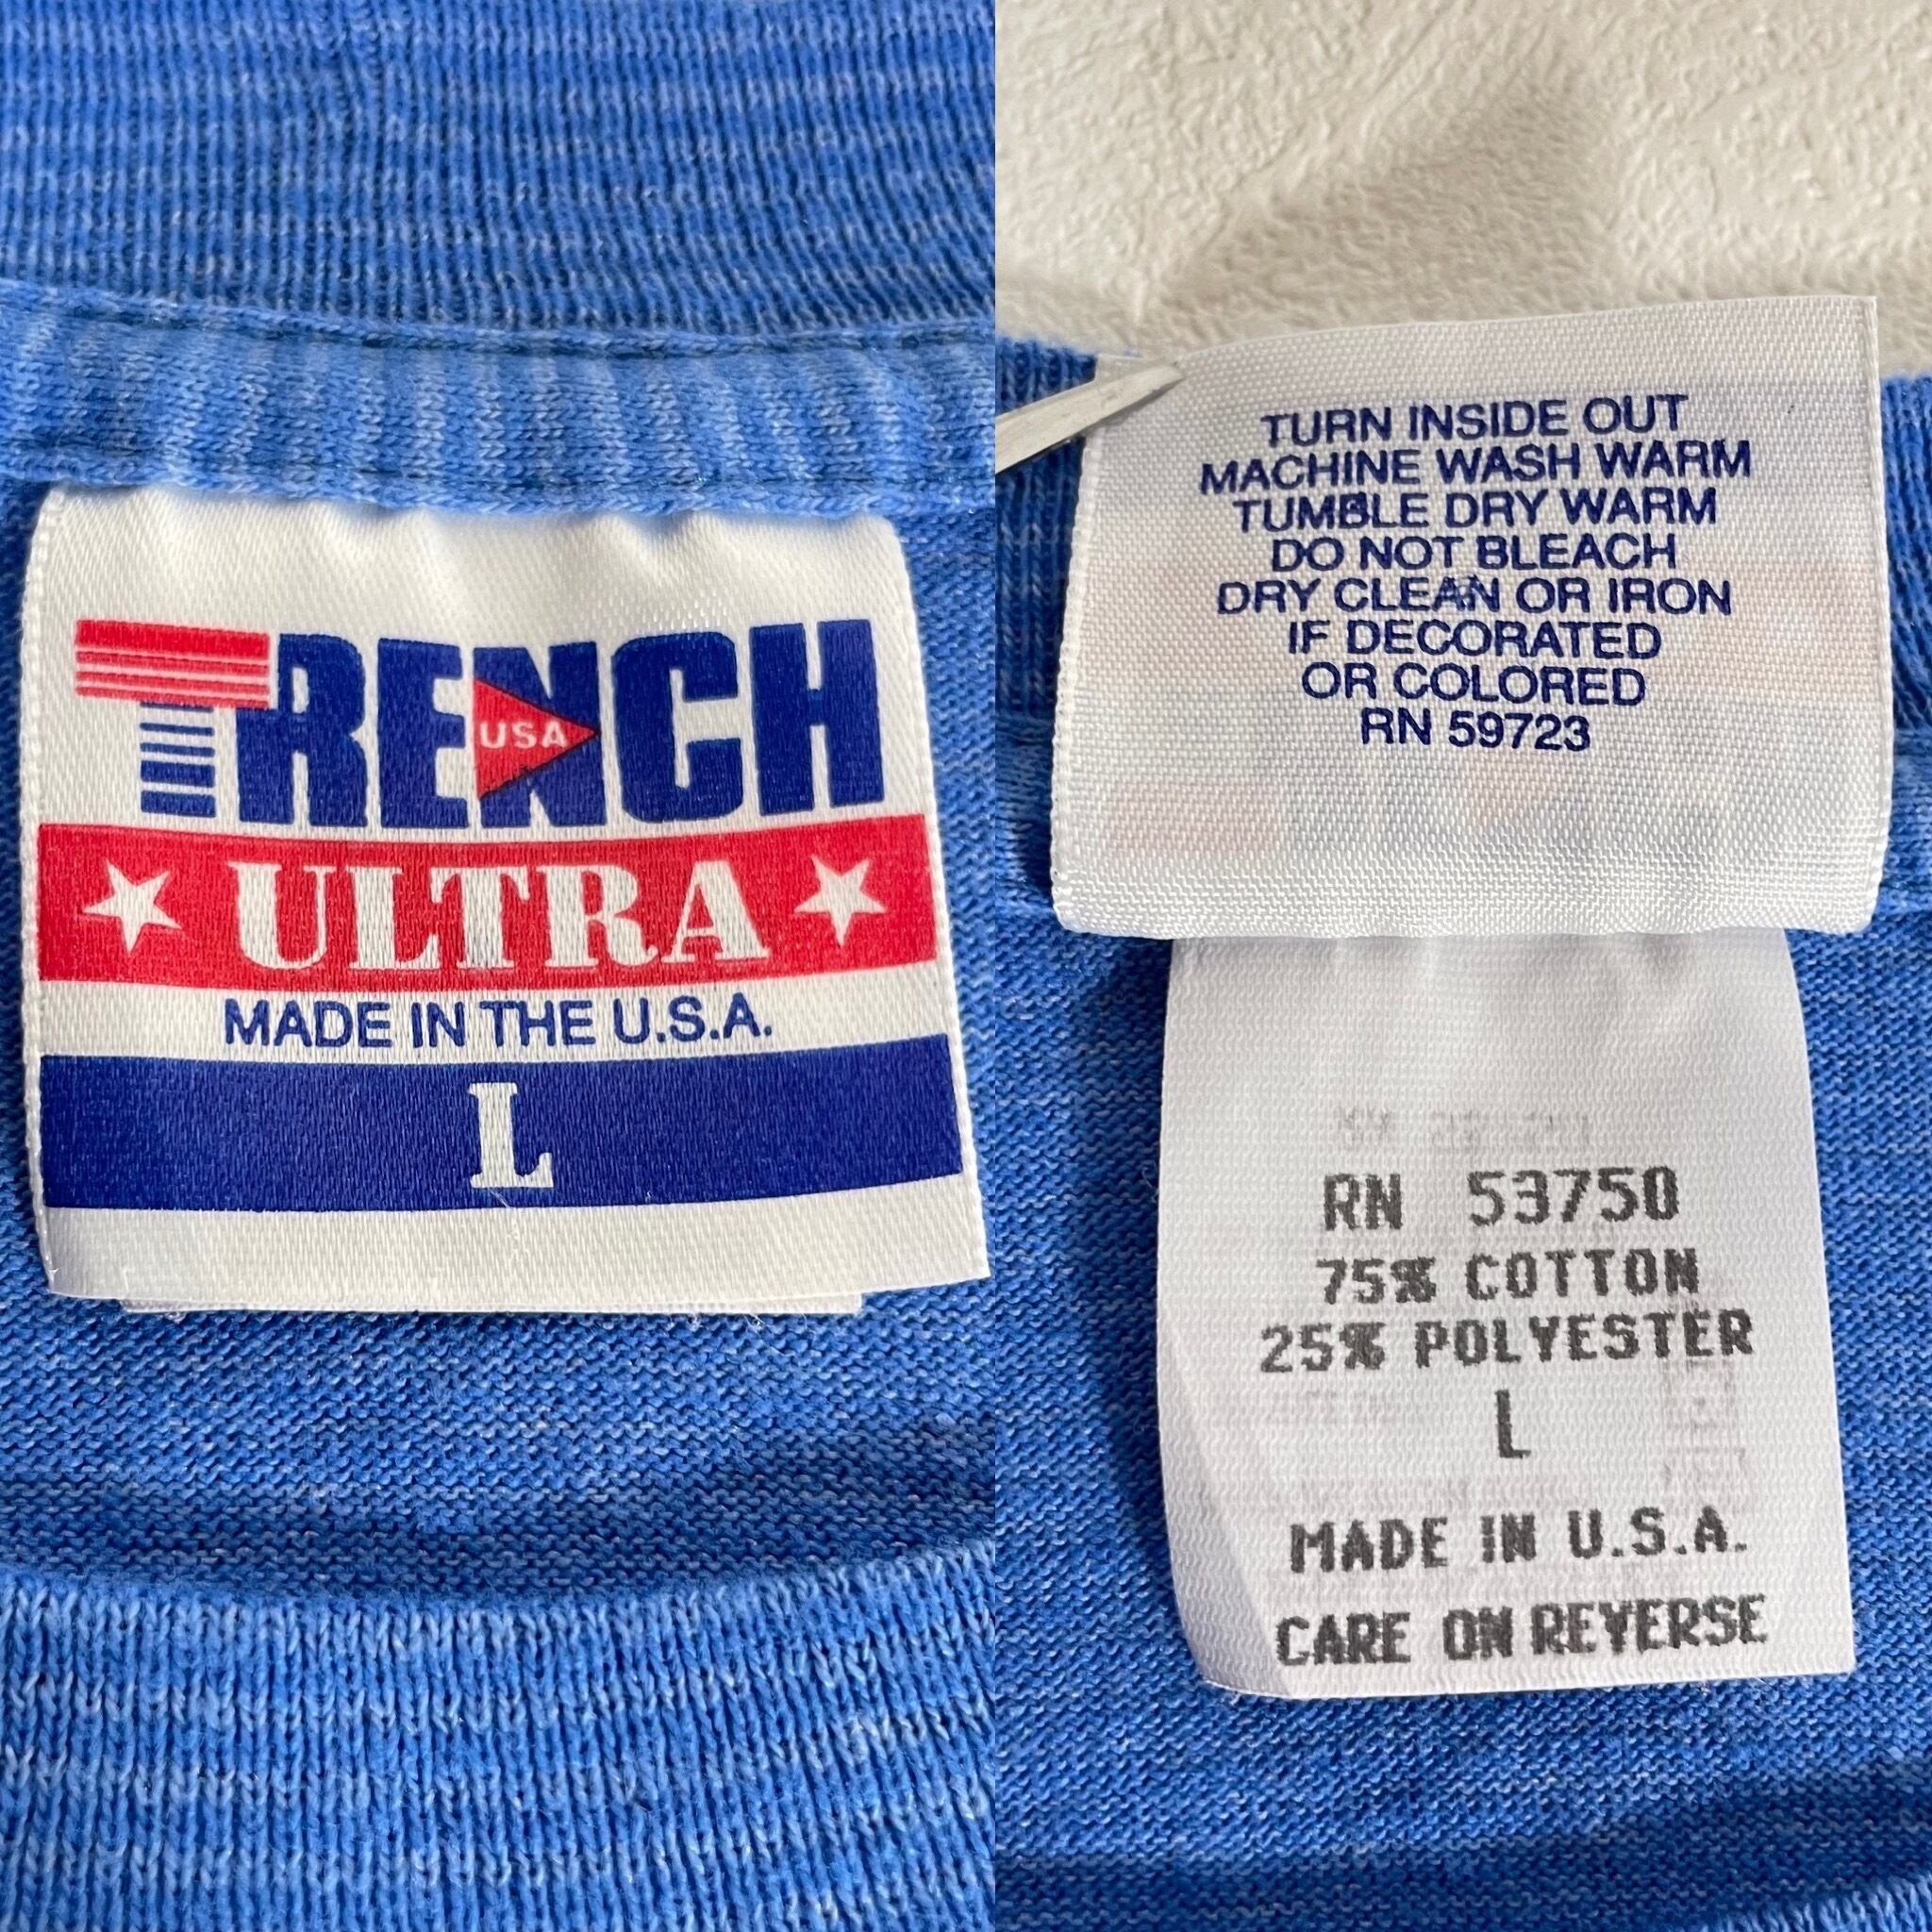 TRENCH
USA
ULTRA
MADE IN THE U.S.A.
L
TURN INSIDE OUT
MACHINE WASH WARM
TUMBLE DRY WARM
DO NOT BLEACH
DRY CLEAN OR IRON
IF DECORATED
OR COLORED
RN 59723
RN 53750
75% COTTON
25% POLYESTER
L
MADE IN U.S.A.
CARE ON REVERSE